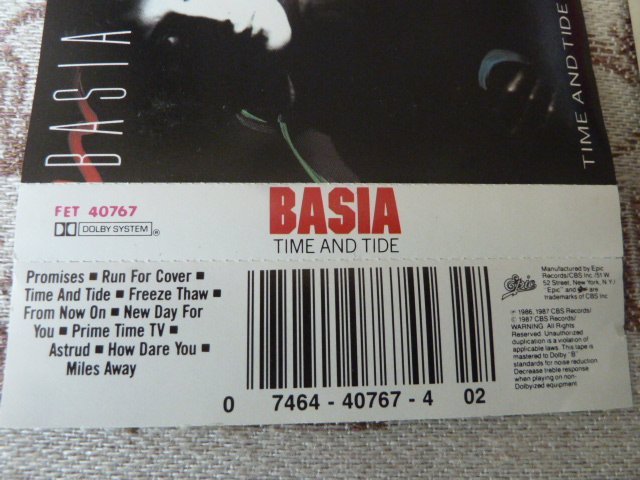 BASIA
TIME AND TIDE
FET 40767
DOLBY SYSTEM ®
BASIA
TIME AND TIDE
Promises ■ Run For Cover ■
Time And Tide ■ Freeze Thaw ■
From Now On ■ New Day For
You ■ Prime Time TV ■
Astrud ■ How Dare You ■
Miles Away
0 7464 - 40767 - 4 02
Epic
Manufactured by Epic
Records/CBS Inc./51 W.
52 Street, New York, N.Y./
Epic and are
trademarks of CBS Inc
℗ 1986, 1987 CBS Records/
© 1987 CBS Records/
WARNING: All Rights
Reserved. Unauthorized
duplication is a violation of
applicable laws. This tape is
mastered to Dolby "B"
standards for noise reduction.
Decrease treble response
when playing on non-
Dolbyized equipment